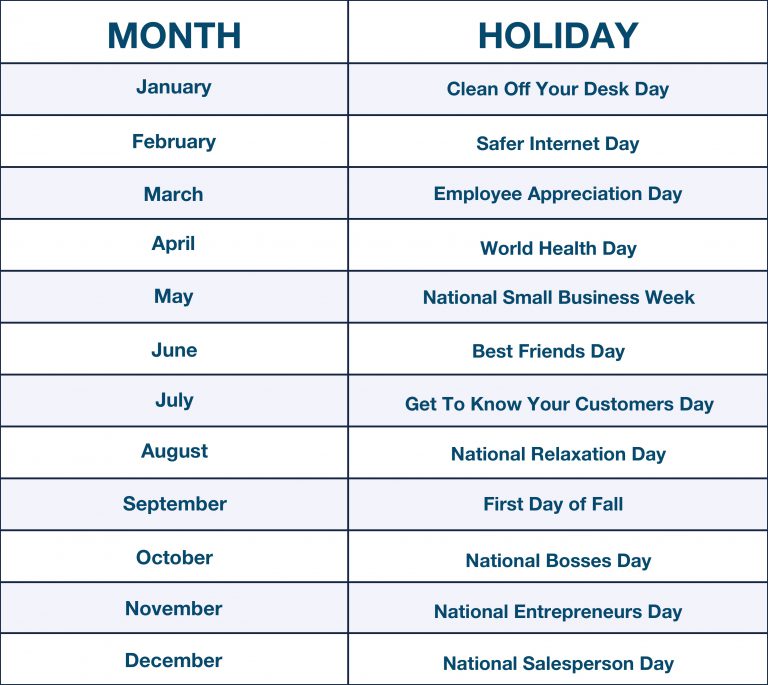 MONTH HOLIDAY
January Clean Off Your Desk Day
February Safer Internet Day
March Employee Appreciation Day
April World Health Day
May National Small Business Week
June Best Friends Day
July Get To Know Your Customers Day
August National Relaxation Day
September First Day of Fall
October National Bosses Day
November National Entrepreneurs Day
December National Salesperson Day